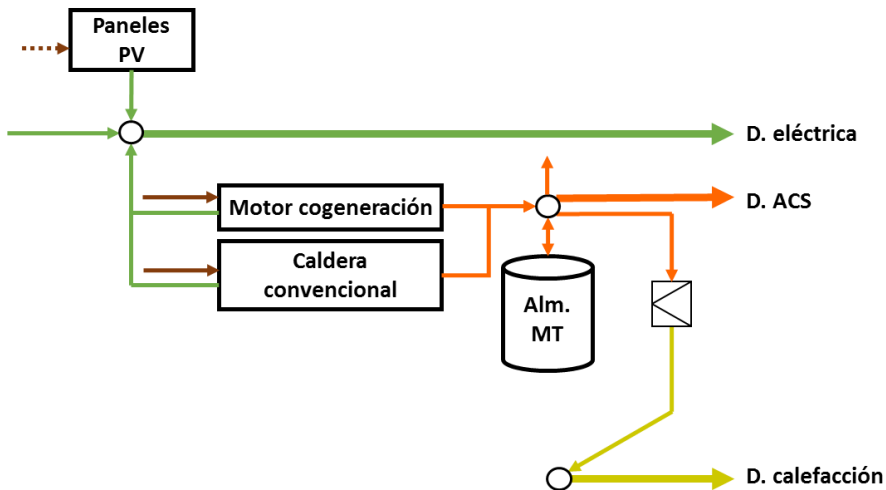 Paneles
PV
D. eléctrica
D. ACS
Motor cogeneración
Caldera
convencional
Alm.
MT
D. calefacción